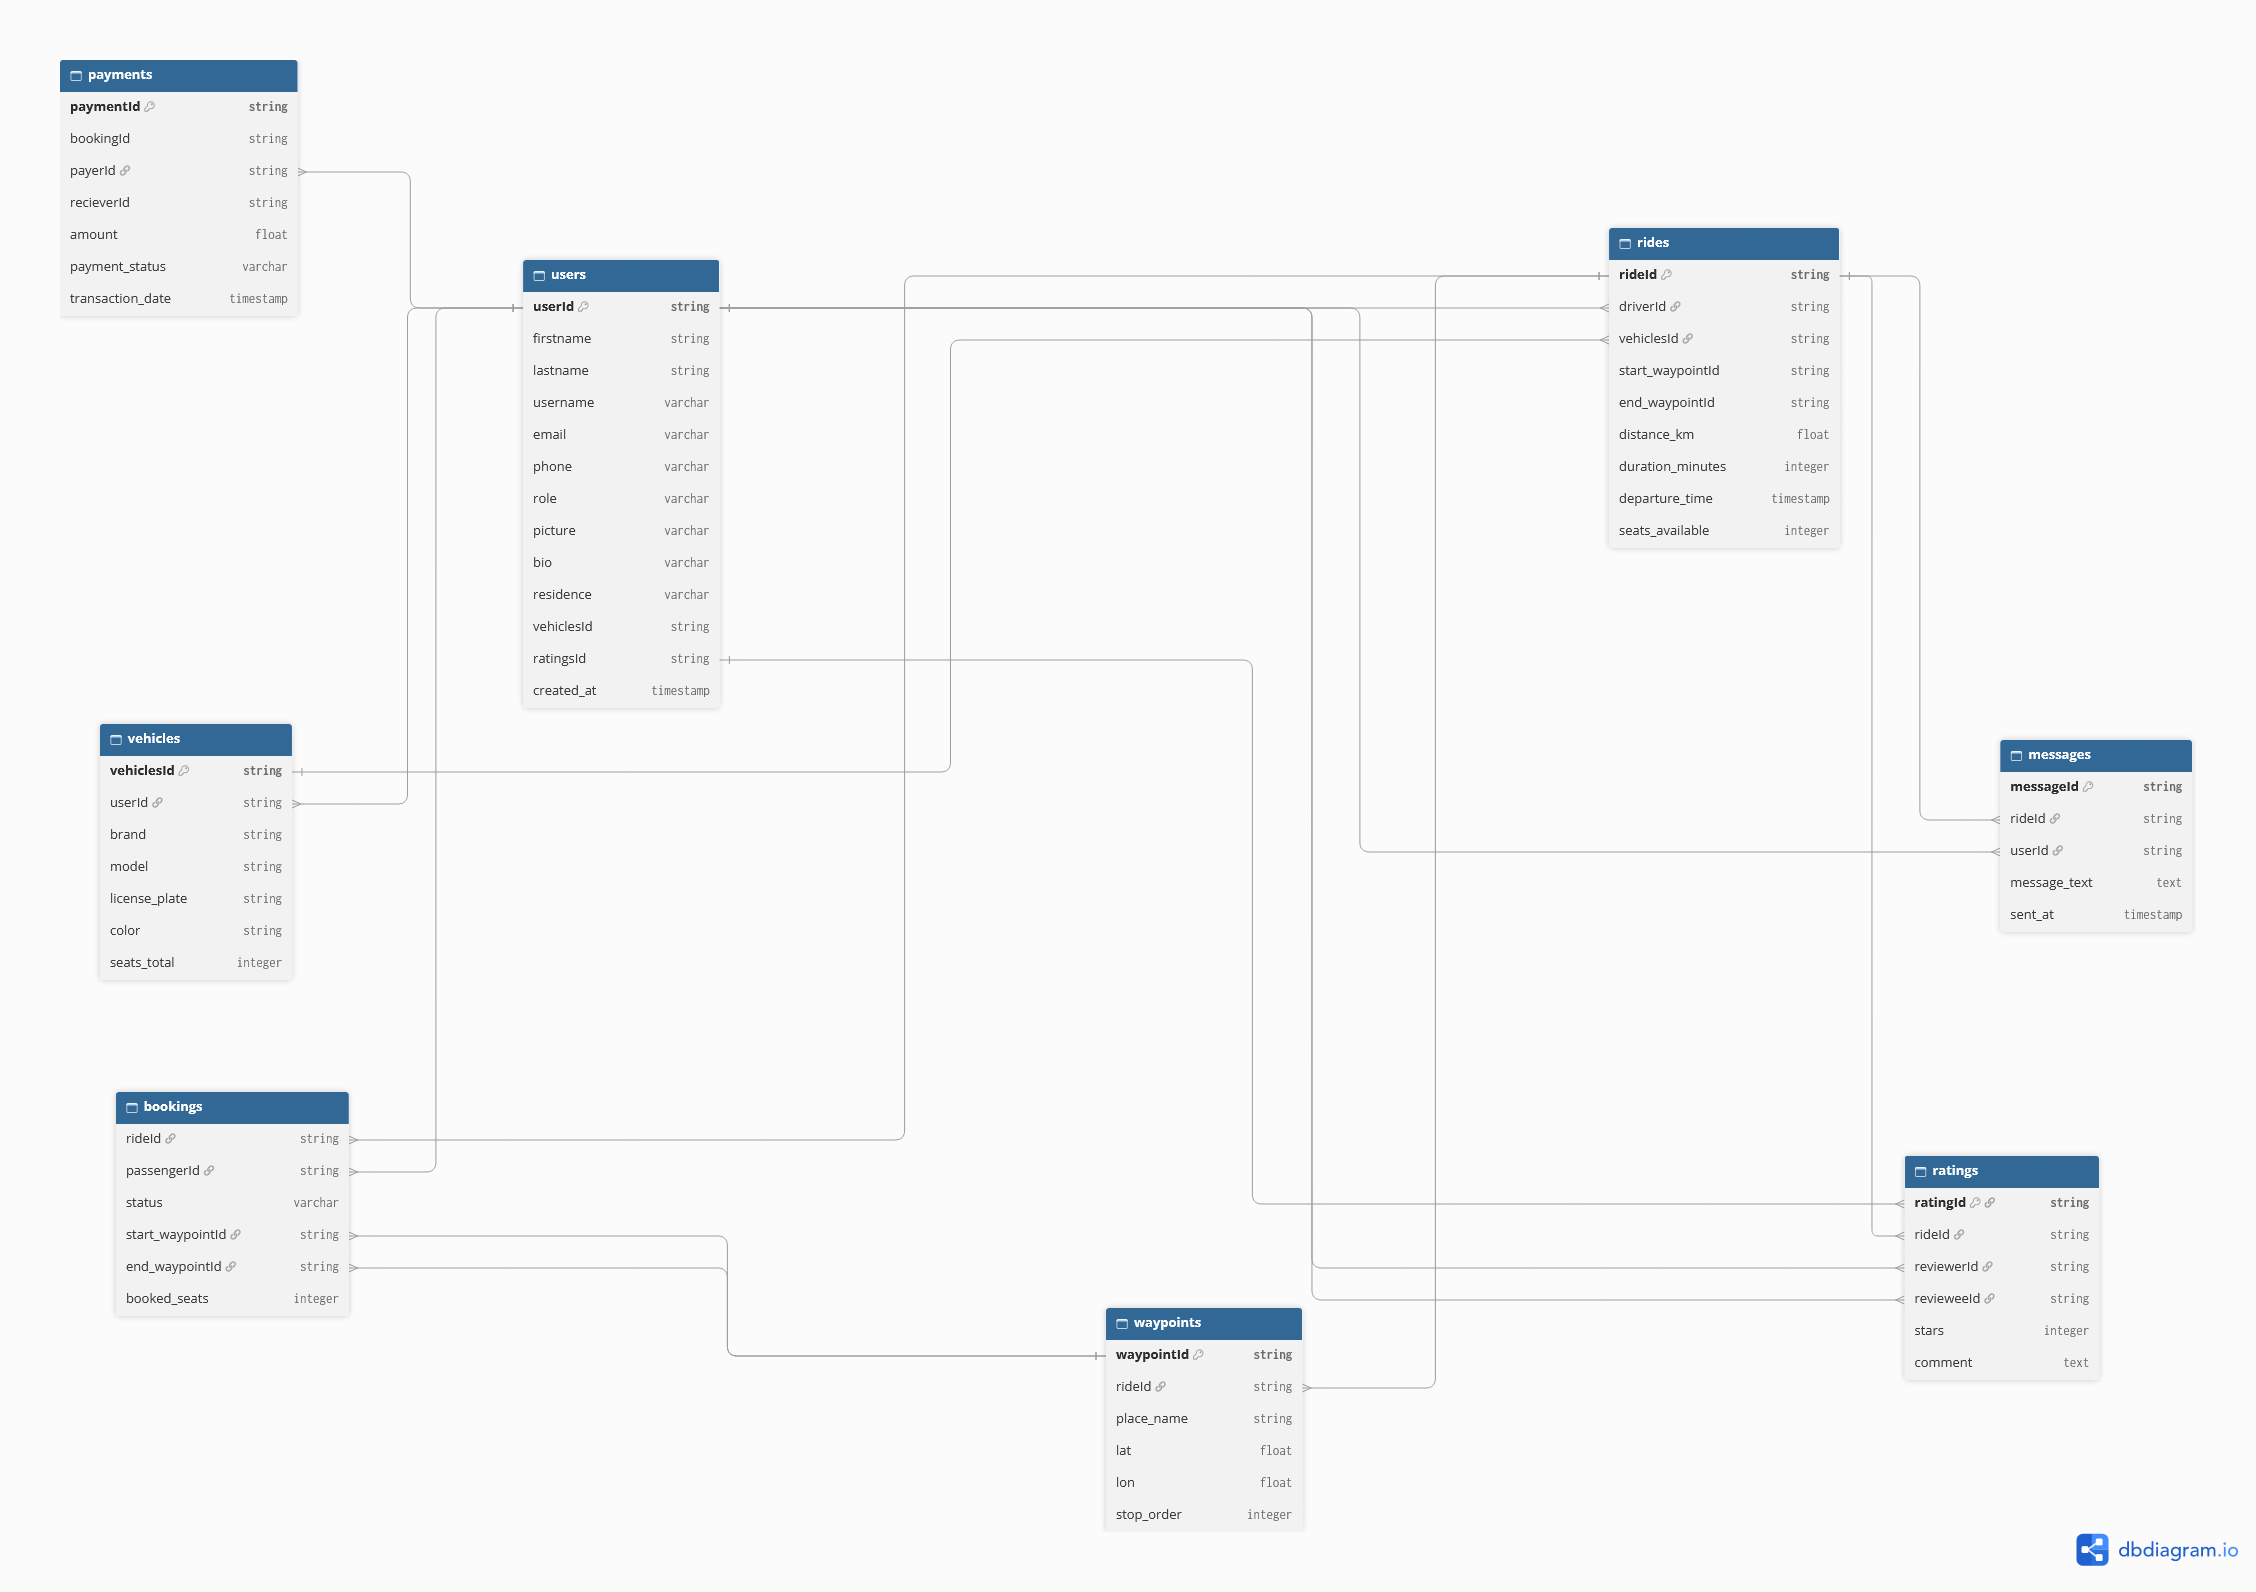 payments
paymentId string
bookingId string
payerId string
recieverId string
amount float
payment_status varchar
transaction_date timestamp
users
userId string
firstname string
lastname string
username varchar
email varchar
phone varchar
role varchar
picture varchar
bio varchar
residence varchar
vehiclesId string
ratingsId string
created_at timestamp
rides
rideId string
driverId string
vehiclesId string
start_waypointId string
end_waypointId string
distance_km float
duration_minutes integer
departure_time timestamp
seats_available integer
vehicles
vehiclesId string
userId string
brand string
model string
license_plate string
color string
seats_total integer
messages
messageId string
rideId string
userId string
message_text text
sent_at timestamp
bookings
rideId string
passengerId string
status varchar
start_waypointId string
end_waypointId string
booked_seats integer
ratings
ratingId string
rideId string
reviewerId string
revieweeId string
stars integer
comment text
waypoints
waypointId string
rideId string
place_name string
lat float
lon float
stop_order integer
dbdiagram.io